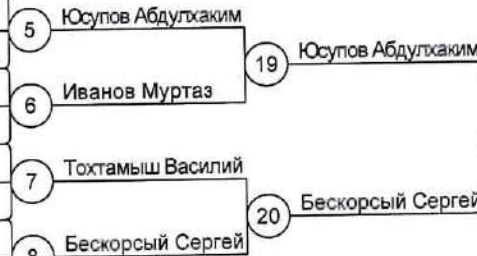 5 Юсупов Абдулхаким
19 Юсупов Абдулхаким
6 Иванов Муртаз
7 Тохтамыш Василий
20 Бескорсый Сергей
8 Бескорсый Сергей